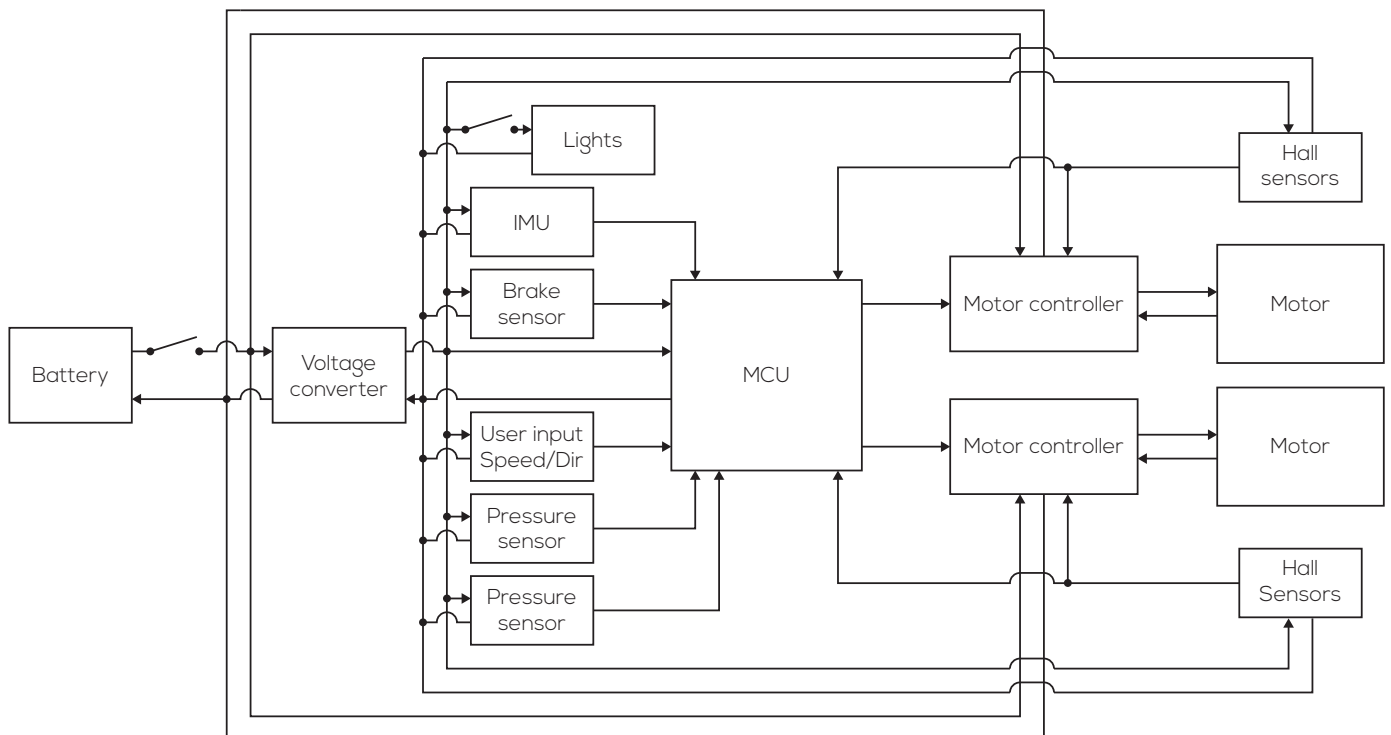 Lights
Hall
sensors
IMU
Brake
sensor
Motor controller
Motor
Battery
Voltage
converter
MCU
User input
Speed/Dir
Motor controller
Motor
Pressure
sensor
Pressure
sensor
Hall
Sensors